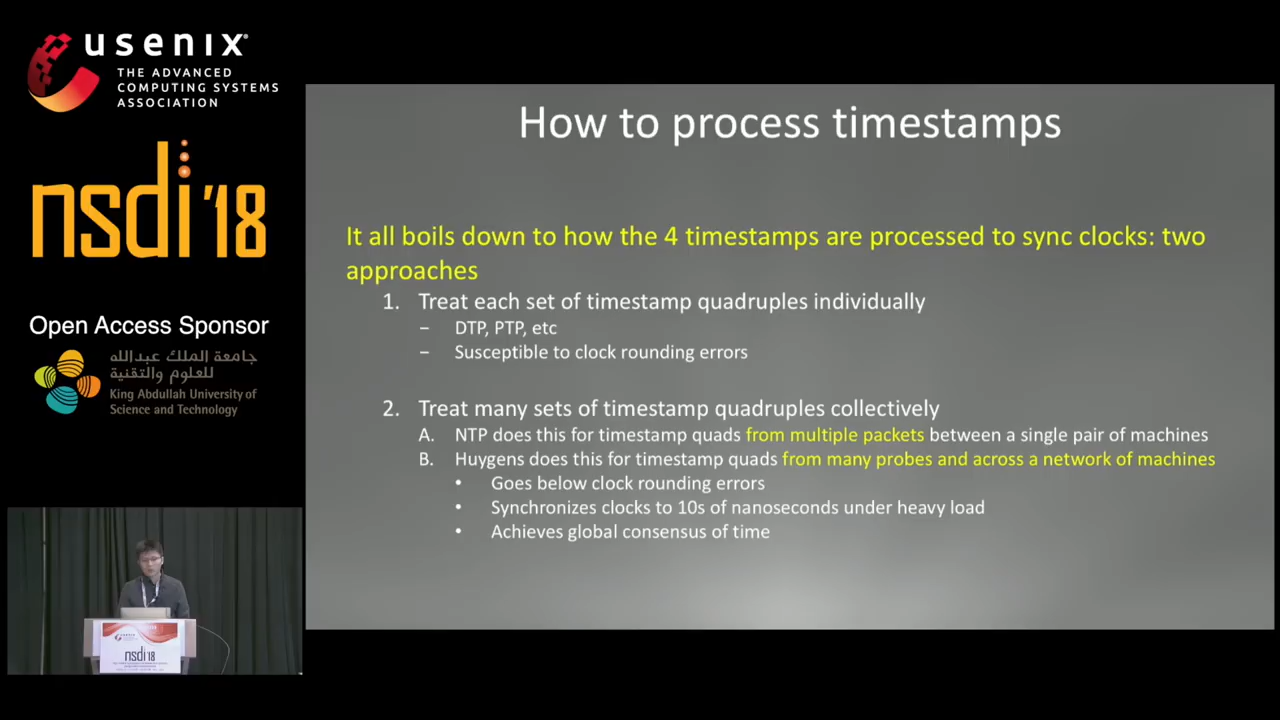 usenix
THE ADVANCED
COMPUTING SYSTEMS
ASSOCIATION
nsdi '18
Open Access Sponsor
جامعة الملك عبدالله
للعلوم والتقنية
King Abdullah University of
Science and Technology
How to process timestamps
It all boils down to how the 4 timestamps are processed to sync clocks: two
approaches
1. Treat each set of timestamp quadruples individually
– DTP, PTP, etc
– Susceptible to clock rounding errors
2. Treat many sets of timestamp quadruples collectively
A. NTP does this for timestamp quads from multiple packets between a single pair of machines
B. Huygens does this for timestamp quads from many probes and across a network of machines
• Goes below clock rounding errors
• Synchronizes clocks to 10s of nanoseconds under heavy load
• Achieves global consensus of time
usenix
nsdi '18